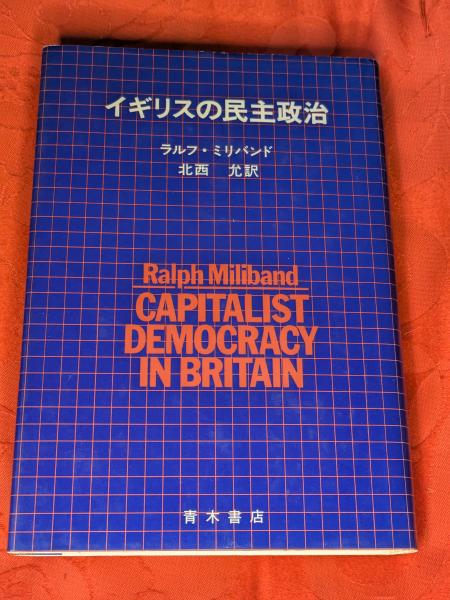 イギリスの民主政治
ラルフ・ミリバンド
北西 允訳
Ralph Miliband
CAPITALIST
DEMOCRACY
IN BRITAIN
青木書店